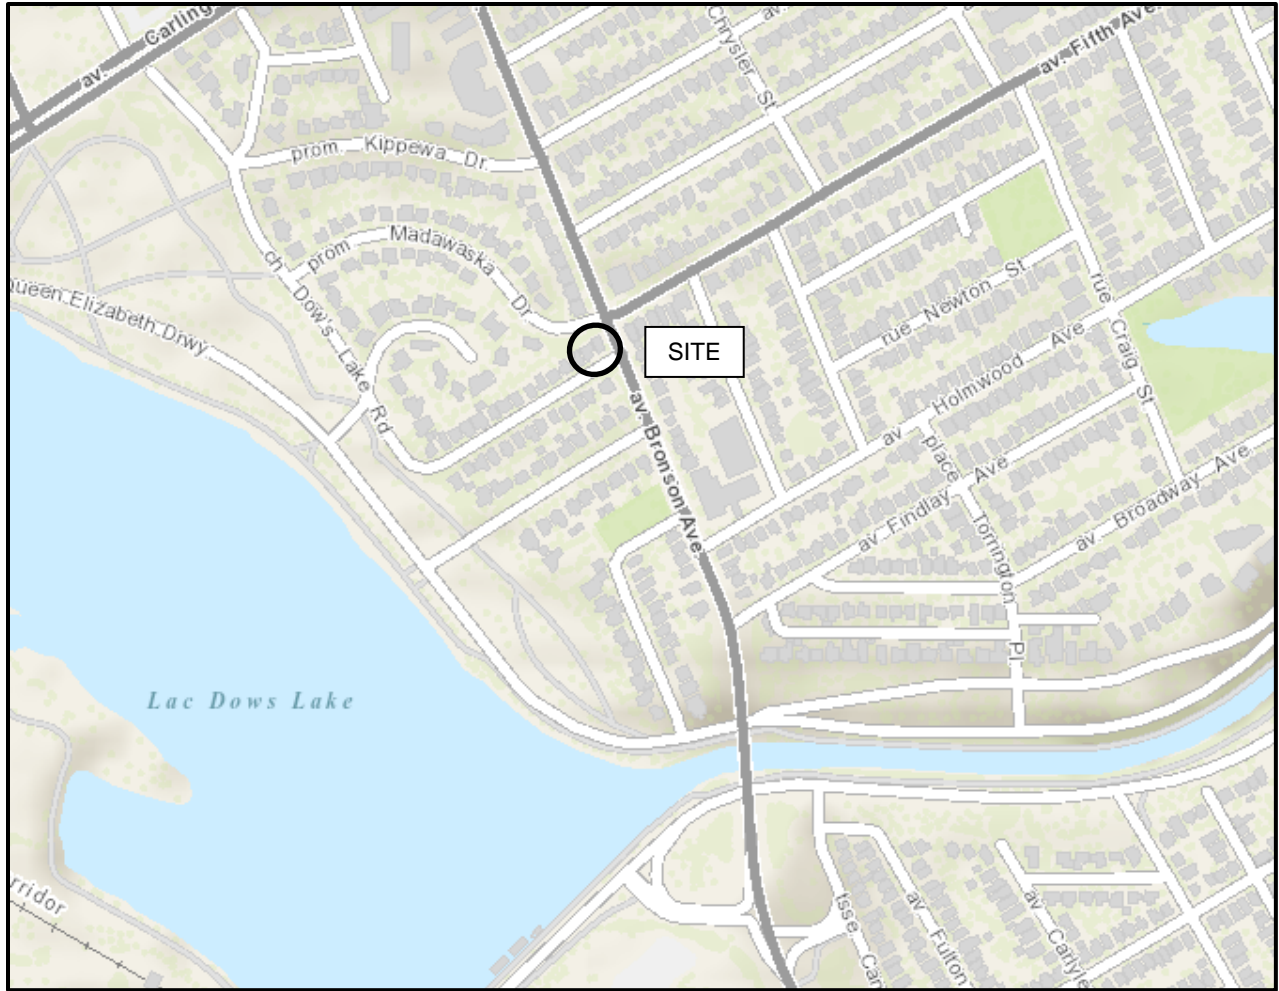 av. Carling
Chrysler St
av.
av. Fifth Ave.
prom. Kippewa Dr.
prom Madawaska Dr
ch Dow's Lake Rd
Queen Elizabeth Drwy
SITE
av. Bronson Ave
rue Newton St
rue Craig St
av Holmwood Ave
av Findlay Ave
place Torrington Pl
av. Broadway Ave
Lac Dows Lake
rridor
av Fulton
av Carlyle